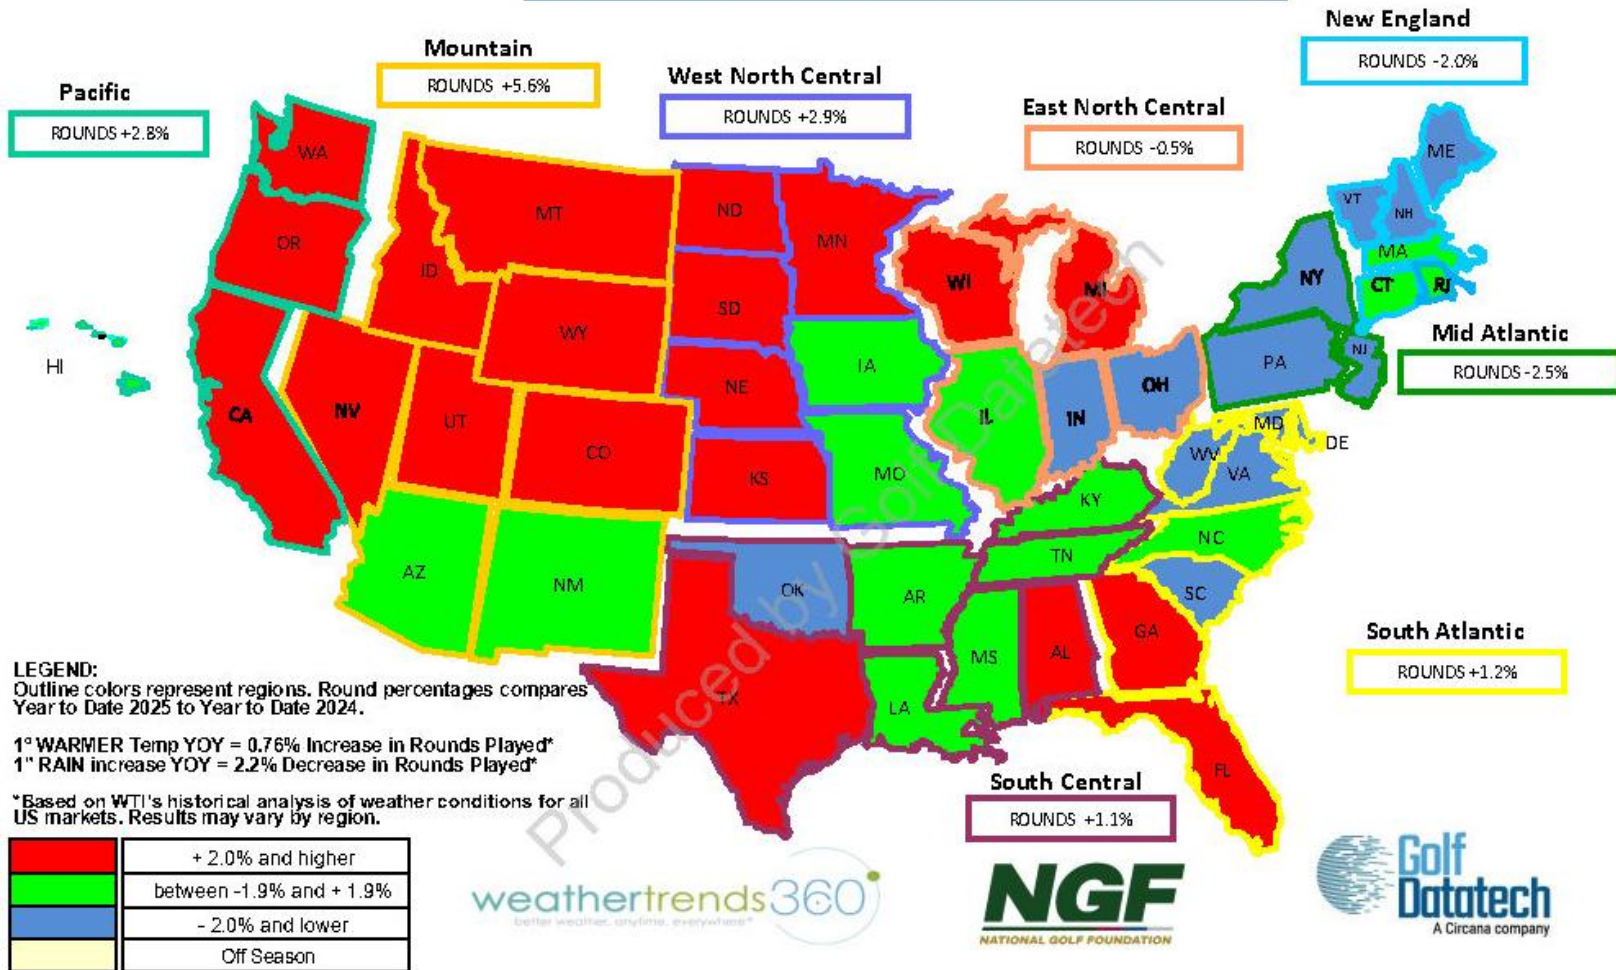 New England
ROUNDS -2.0%
Mountain
ROUNDS +5.6%
West North Central
ROUNDS +2.9%
Pacific
ROUNDS +2.8%
East North Central
ROUNDS -0.5%
WA
OR
CA
HI
MT
ID
WY
NV
UT
CO
AZ
NM
ND
SD
NE
KS
MN
IA
MO
WI
MI
IL
IN
OH
ME
VT
NH
MA
CT
RI
NY
PA
NJ
Mid Atlantic
ROUNDS -2.5%
MD
DE
WV
VA
NC
SC
GA
FL
KY
TN
MS
AL
OK
AR
TX
LA
South Atlantic
ROUNDS +1.2%
South Central
ROUNDS +1.1%
Produced by Golf Datatech
LEGEND:
Outline colors represent regions. Round percentages compares
Year to Date 2025 to Year to Date 2024.
1º WARMER Temp YOY = 0.76% Increase in Rounds Played*
1" RAIN increase YOY = 2.2% Decrease in Rounds Played*
*Based on WTI's historical analysis of weather conditions for all
US markets. Results may vary by region.
+ 2.0% and higher
between -1.9% and + 1.9%
- 2.0% and lower
Off Season
weathertrends360°
better weather, anytime, everywhere*
NGF
NATIONAL GOLF FOUNDATION
Golf
Datatech
A Circana company